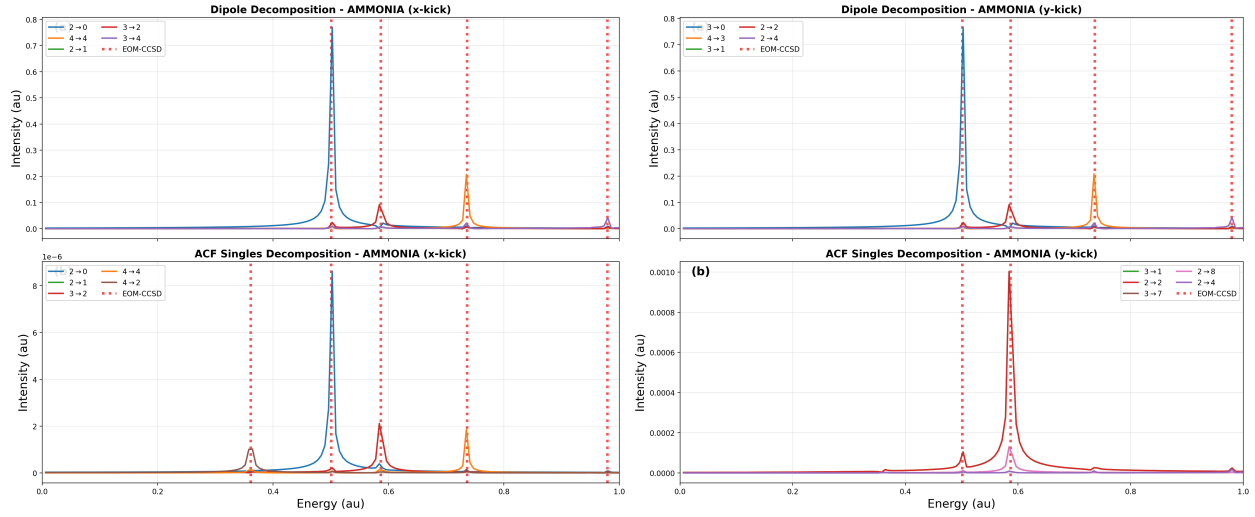 Dipole Decomposition - AMMONIA (x-kick)
Intensity (au)
0.8
0.7
0.6
0.5
0.4
0.3
0.2
0.1
0.0
2→0
4→4
2→1
3→2
3→4
EOM-CCSD
Dipole Decomposition - AMMONIA (y-kick)
Intensity (au)
0.8
0.7
0.6
0.5
0.4
0.3
0.2
0.1
0.0
3→0
4→3
3→1
2→2
2→4
EOM-CCSD
ACF Singles Decomposition - AMMONIA (x-kick)
1e−6
Intensity (au)
8
6
4
2
0
2→0
2→1
3→2
4→4
4→2
EOM-CCSD
0.0 0.2 0.4 0.6 0.8 1.0
Energy (au)
ACF Singles Decomposition - AMMONIA (y-kick)
(b)
Intensity (au)
0.0010
0.0008
0.0006
0.0004
0.0002
0.0000
3→1
2→2
3→7
2→8
2→4
EOM-CCSD
0.0 0.2 0.4 0.6 0.8 1.0
Energy (au)